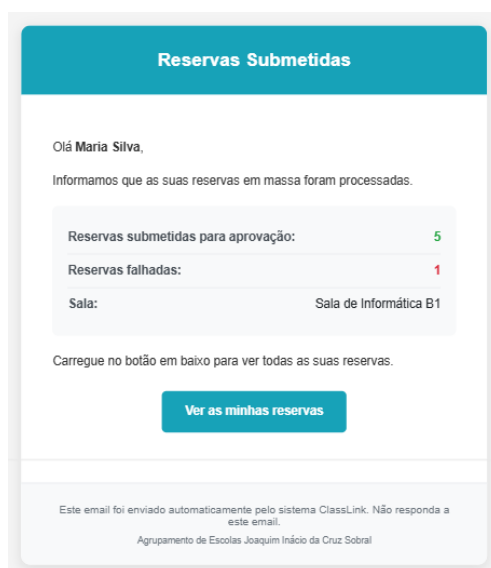 Reservas Submetidas
Olá Maria Silva,
Informamos que as suas reservas em massa foram processadas.
Reservas submetidas para aprovação: 5
Reservas falhadas: 1
Sala: Sala de Informática B1
Carregue no botão em baixo para ver todas as suas reservas.
Ver as minhas reservas
Este email foi enviado automaticamente pelo sistema ClassLink. Não responda a
este email.
Agrupamento de Escolas Joaquim Inácio da Cruz Sobral